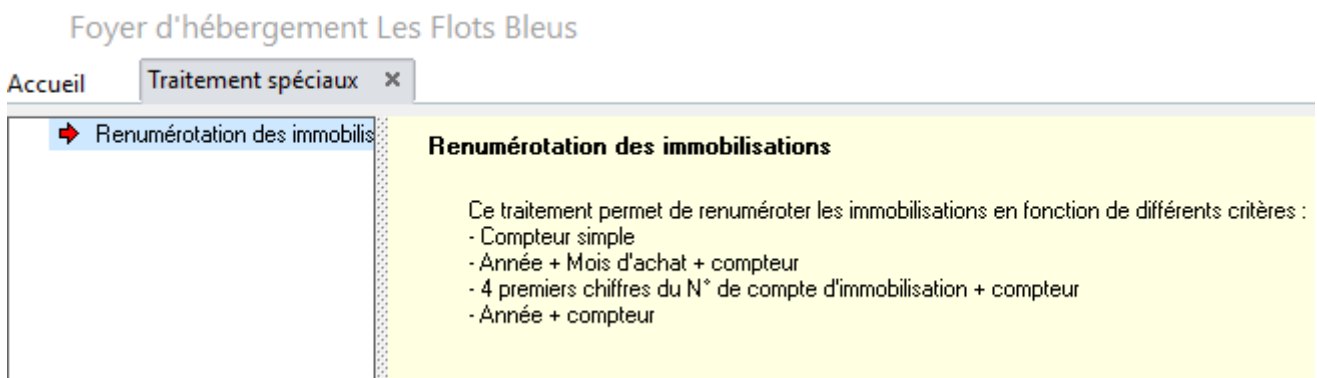 Foyer d'hébergement Les Flots Bleus
Accueil
Traitement spéciaux ×
Renumérotation des immobilis
Renumérotation des immobilisations
Ce traitement permet de renuméroter les immobilisations en fonction de différents critères :
- Compteur simple
- Année + Mois d'achat + compteur
- 4 premiers chiffres du N° de compte d'immobilisation + compteur
- Année + compteur